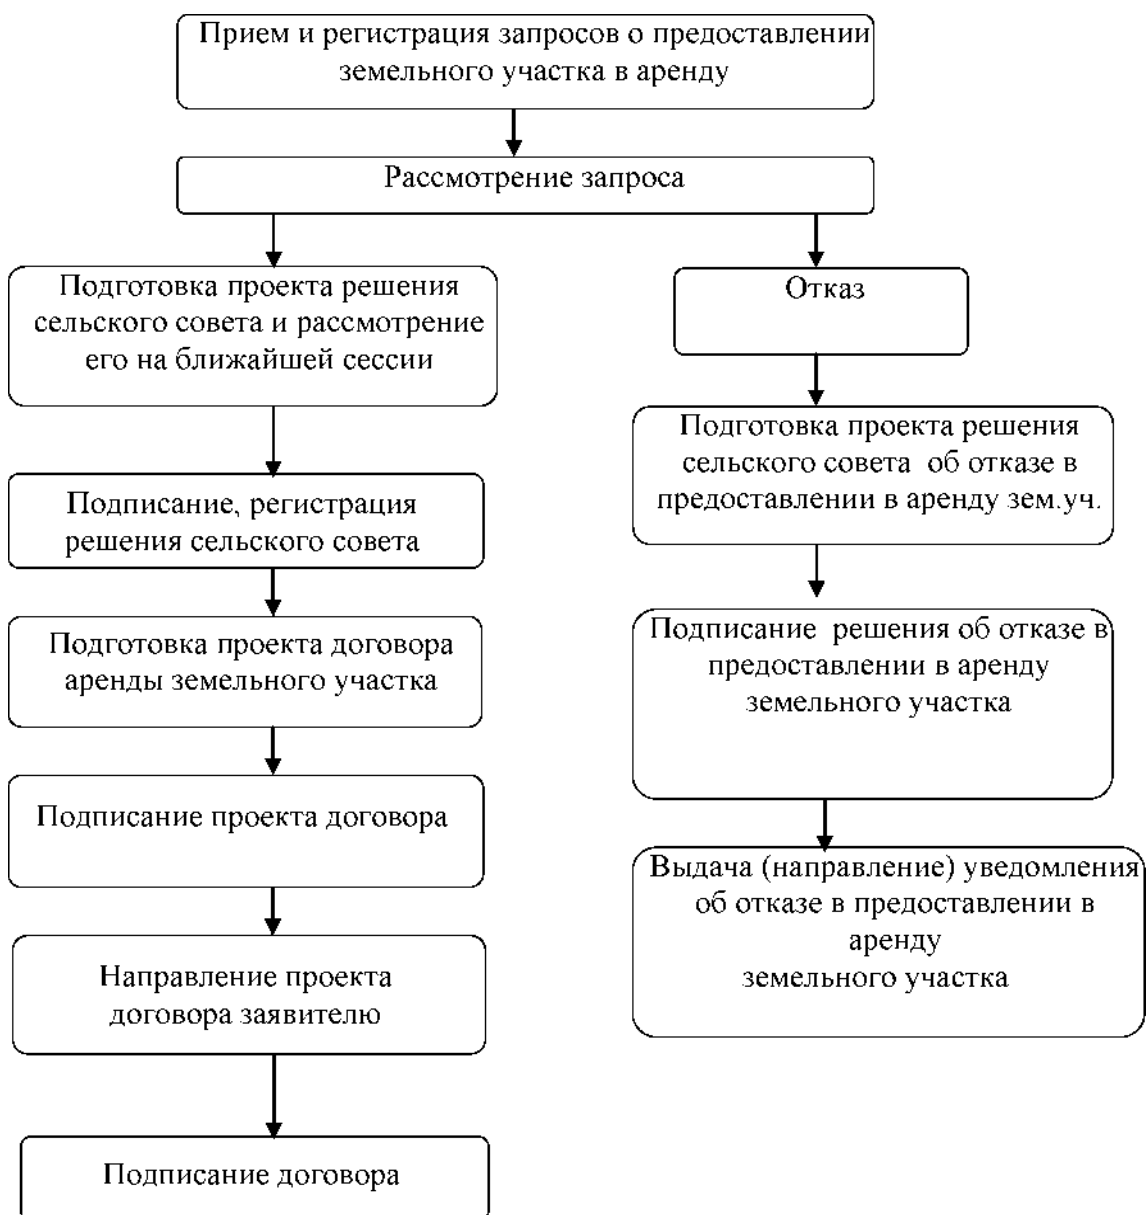 Прием и регистрация запросов о предоставлении
земельного участка в аренду
Рассмотрение запроса
Подготовка проекта решения
сельского совета и рассмотрение
его на ближайшей сессии
Подписание, регистрация
решения сельского совета
Подготовка проекта договора
аренды земельного участка
Подписание проекта договора
Направление проекта
договора заявителю
Подписание договора
Отказ
Подготовка проекта решения
сельского совета об отказе в
предоставлении в аренду зем.уч.
Подписание решения об отказе в
предоставлении в аренду
земельного участка
Выдача (направление) уведомления
об отказе в предоставлении в
аренду
земельного участка